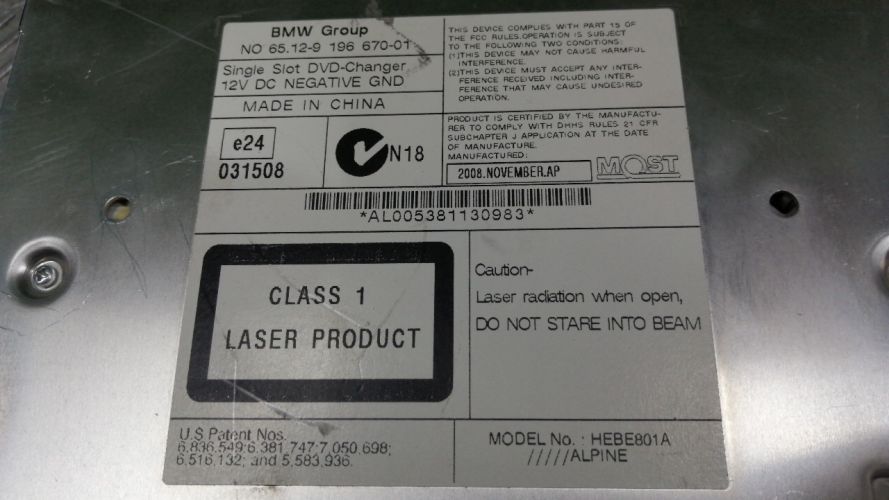 BMW Group
NO 65.12-9 196 670-01
Single Slot DVD-Changer
12V DC NEGATIVE GND
MADE IN CHINA
THIS DEVICE COMPLIES WITH PART 15 OF
THE FCC RULES.OPERATION IS SUBJECT
TO THE FOLLOWING TWO CONDITIONS:
(1)THIS DEVICE MAY NOT CAUSE HARMFUL
INTERFERENCE.
(2)THIS DEVICE MUST ACCEPT ANY INTER-
FERENCE RECEIVED INCLUDING INTER-
FERENCE THAT MAY CAUSE UNDESIRED
OPERATION.
e24
031508
N18
PRODUCT IS CERTIFIED BY THE MANUFACTU-
RER TO COMPLY WITH DHHS RULES 21 CFR
SUBCHAPTER J APPLICATION AT THE DATE
OF MANUFACTURE.
MANUFACTURED:
2008.NOVEMBER.AP
MOST
*AL005381130983*
CLASS 1
LASER PRODUCT
Caution-
Laser radiation when open,
DO NOT STARE INTO BEAM
U.S.Patent Nos.
6,836,549;6,381,747;7,050,698;
6,516,132; and 5,583,936.
MODEL No. : HEBE801A
/////ALPINE